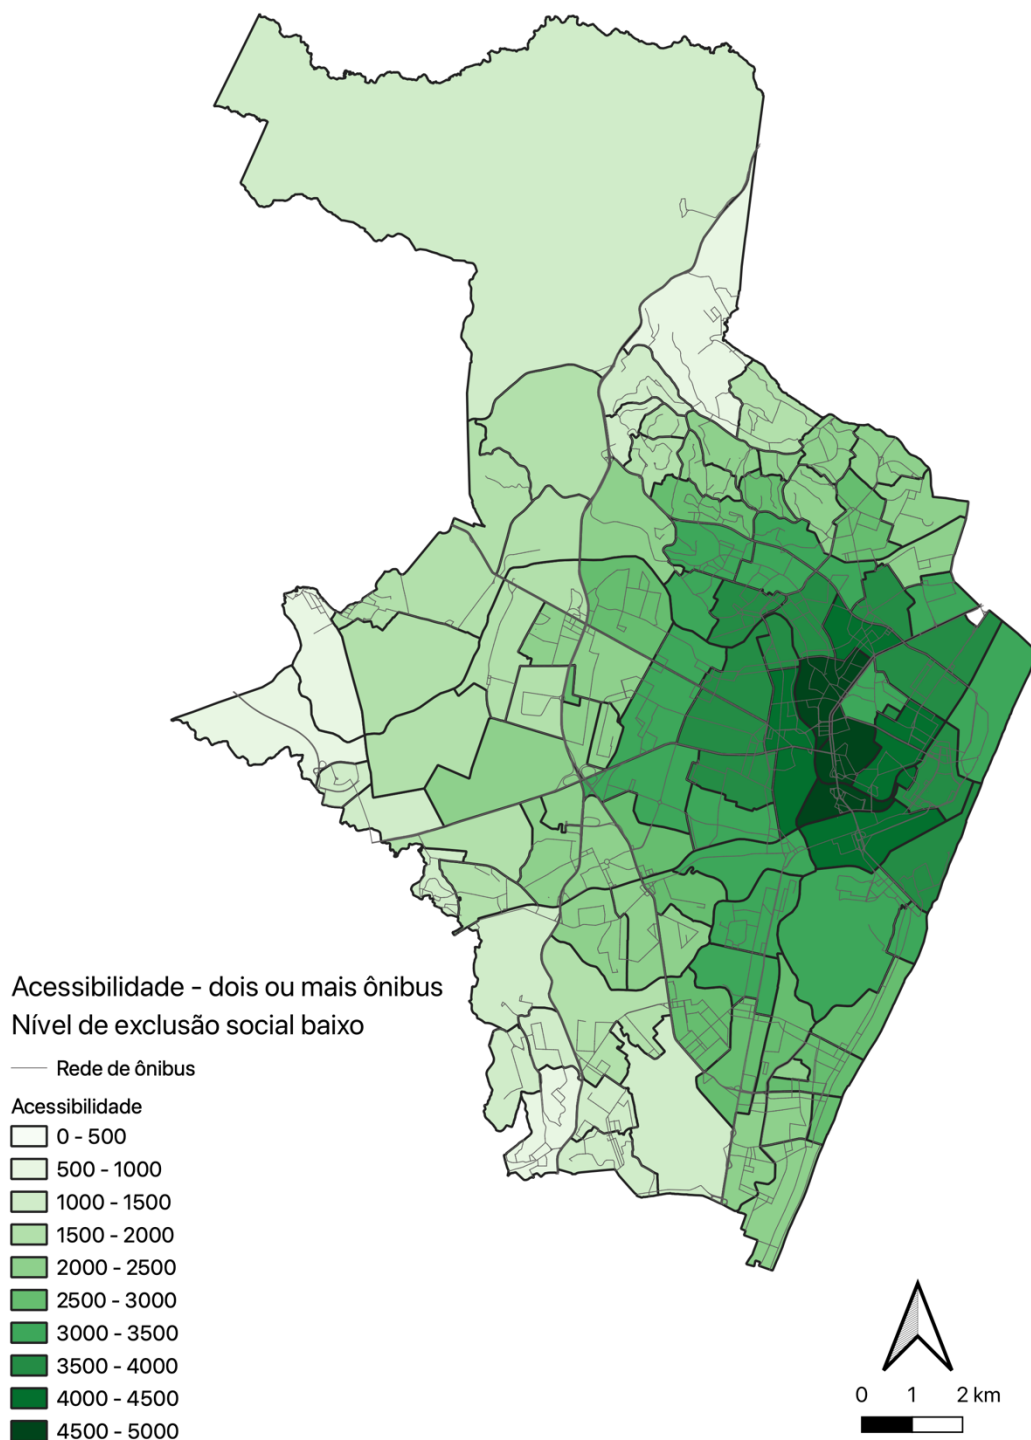 Acessibilidade - dois ou mais ônibus
Nível de exclusão social baixo
Rede de ônibus
Acessibilidade
0 - 500
500 - 1000
1000 - 1500
1500 - 2000
2000 - 2500
2500 - 3000
3000 - 3500
3500 - 4000
4000 - 4500
4500 - 5000
0 1 2 km